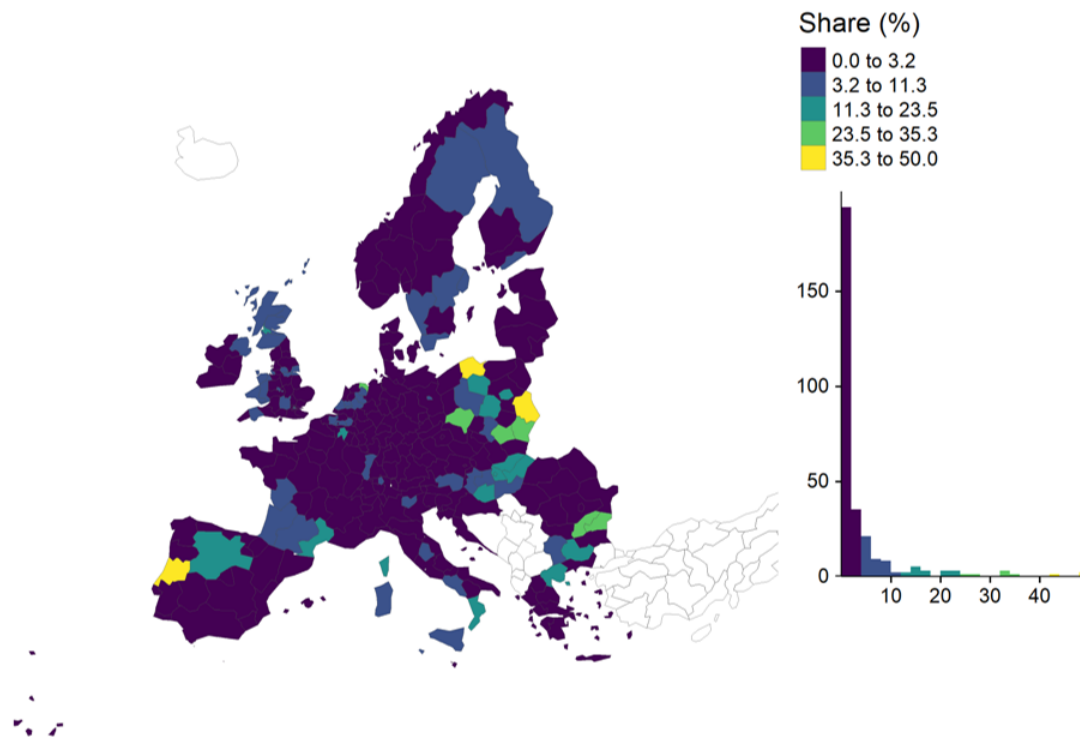 Share (%)
0.0 to 3.2
3.2 to 11.3
11.3 to 23.5
23.5 to 35.3
35.3 to 50.0
150
100
50
0
10 20 30 40